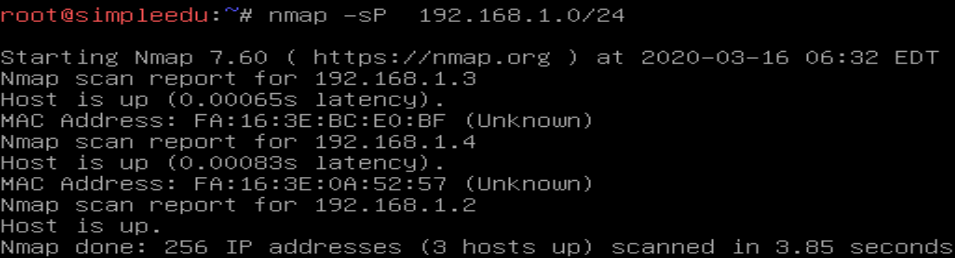 root@simpleedu:~# nmap -sP  192.168.1.0/24
Starting Nmap 7.60 ( https://nmap.org ) at 2020-03-16 06:32 EDT
Nmap scan report for 192.168.1.3
Host is up (0.00065s latency).
MAC Address: FA:16:3E:BC:E0:BF (Unknown)
Nmap scan report for 192.168.1.4
Host is up (0.00083s latency).
MAC Address: FA:16:3E:0A:52:57 (Unknown)
Nmap scan report for 192.168.1.2
Host is up.
Nmap done: 256 IP addresses (3 hosts up) scanned in 3.85 seconds